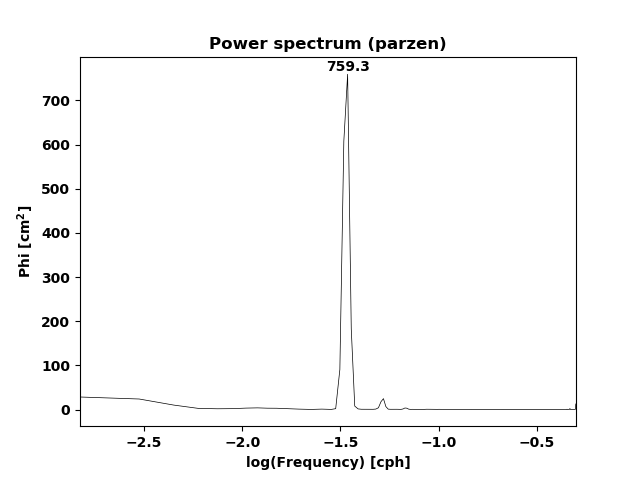 Power spectrum (parzen)
759.3
700
600
500
400
300
200
100
0
Phi [cm²]
−2.5 −2.0 −1.5 −1.0 −0.5
log(Frequency) [cph]